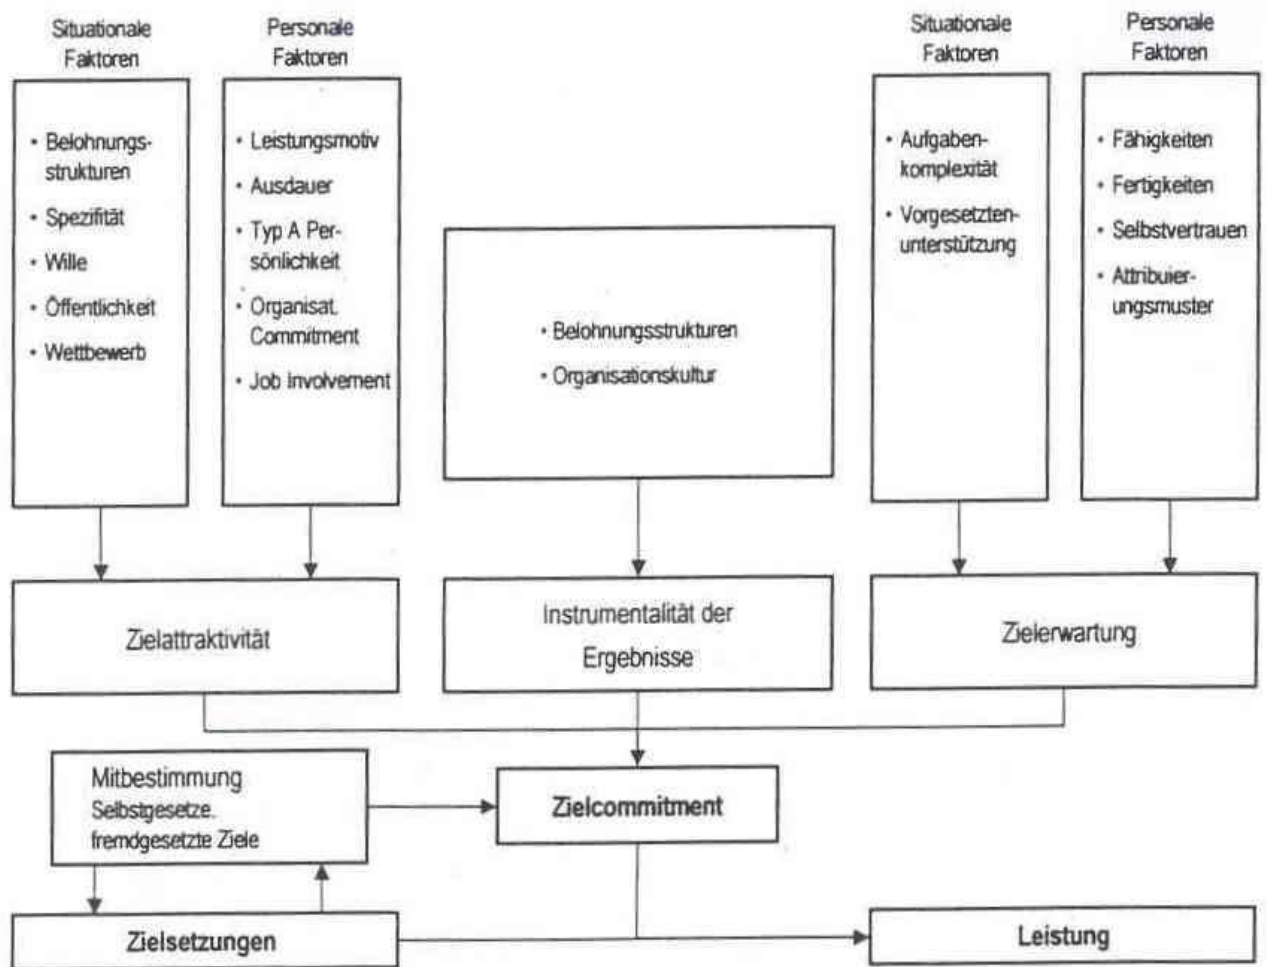 Situationale
Faktoren
Personale
Faktoren
• Belohnungs-
strukturen
• Spezifität
• Wille
• Öffentlichkeit
• Wettbewerb
• Leistungsmotiv
• Ausdauer
• Typ A Per-
sönlichkeit
• Organisat.
Commitment
• Job Involvement
• Belohnungsstrukturen
• Organisationskultur
Situationale
Faktoren
Personale
Faktoren
• Aufgaben-
komplexität
• Vorgesetzten-
unterstützung
• Fähigkeiten
• Fertigkeiten
• Selbstvertrauen
• Attribuier-
ungsmuster
Zielattraktivität
Instrumentalität der
Ergebnisse
Zielerwartung
Mitbestimmung
Selbstgesetze.
fremdgesetzte Ziele
Zielcommitment
Zielsetzungen
Leistung